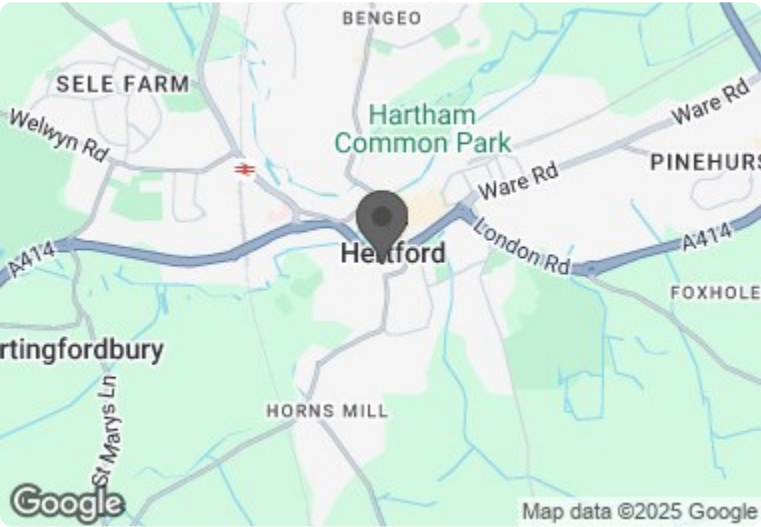 BENGEO
SELE FARM
Hartham
Common Park
Ware Rd
Welwyn Rd
PINEHURS
Ware Rd
London Rd
A414
Hertford
A414
FOXHOLE
rtingfordbury
St Marys Ln
HORNS MILL
Google
Map data ©2025 Google